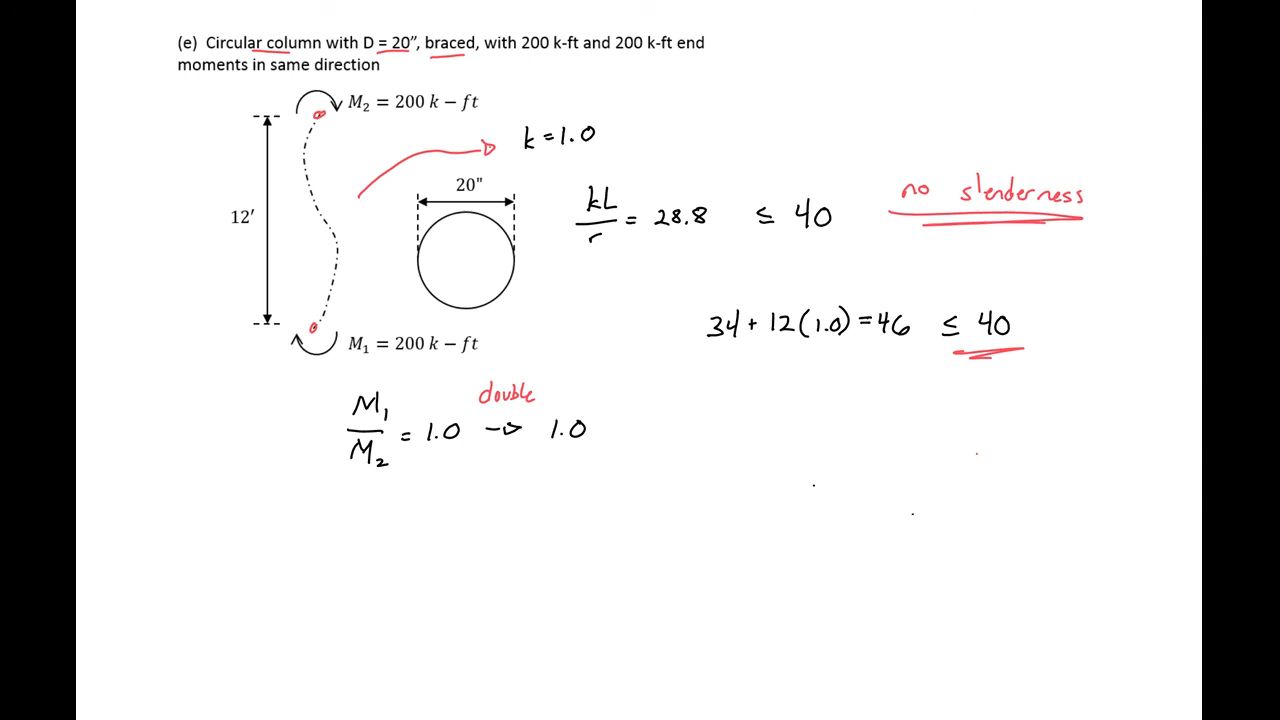 (e) Circular column with D = 20", braced, with 200 k-ft and 200 k-ft end
moments in same direction
M₂ = 200 k − ft
k = 1.0
20"
12′
kL/r = 28.8 ≤ 40
no slenderness
34 + 12(1.0) = 46 ≤ 40
M₁ = 200 k − ft
double
M₁/M₂ = 1.0 → 1.0